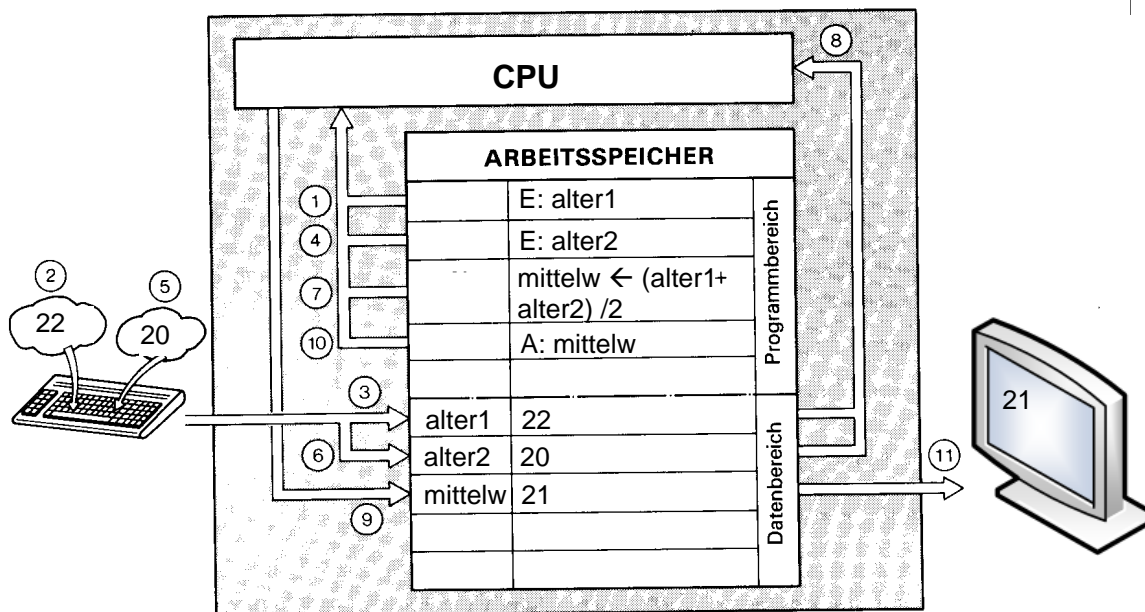 8
CPU
ARBEITSSPEICHER
1
E: alter1
4
E: alter2
2
5
7
mittelw ← (alter1+
alter2) /2
22
20
10
A: mittelw
Programmbereich
3
alter1 22
21
6
alter2 20
11
mittelw 21
9
Datenbereich